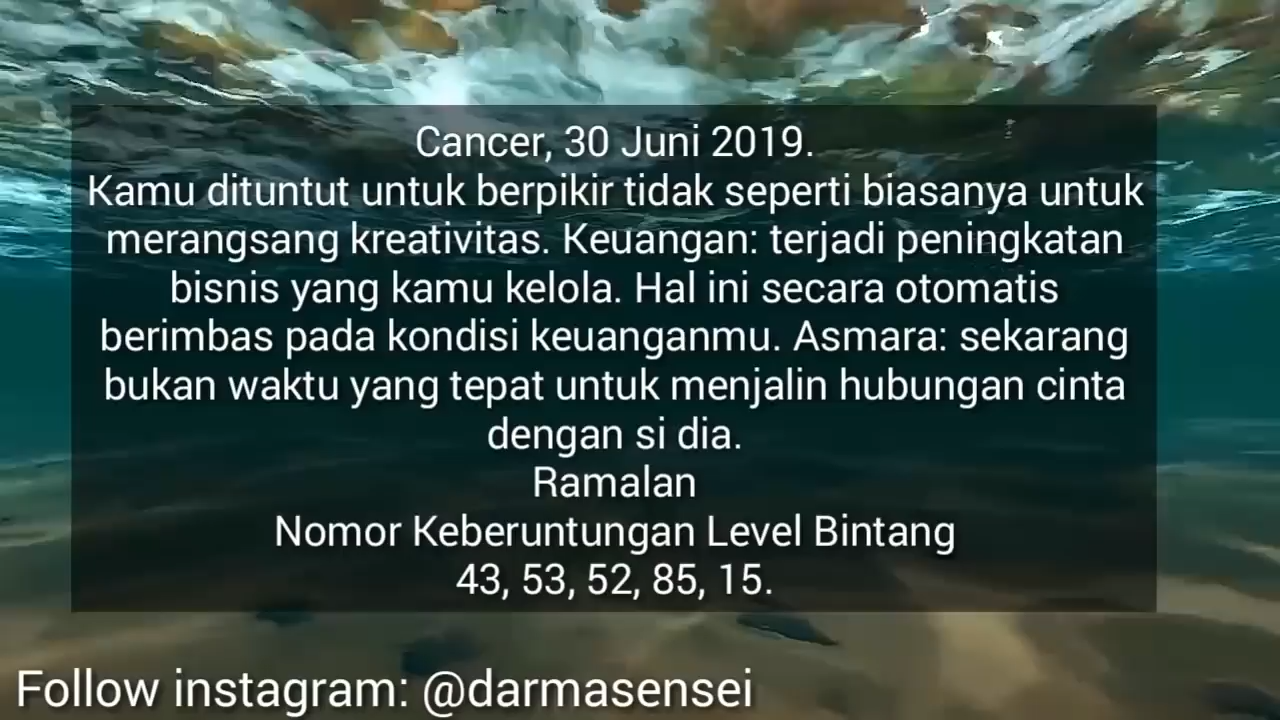 Cancer, 30 Juni 2019.
Kamu dituntut untuk berpikir tidak seperti biasanya untuk
merangsang kreativitas. Keuangan: terjadi peningkatan
bisnis yang kamu kelola. Hal ini secara otomatis
berimbas pada kondisi keuanganmu. Asmara: sekarang
bukan waktu yang tepat untuk menjalin hubungan cinta
dengan si dia.
Ramalan
Nomor Keberuntungan Level Bintang
43, 53, 52, 85, 15.
Follow instagram: @darmasensei